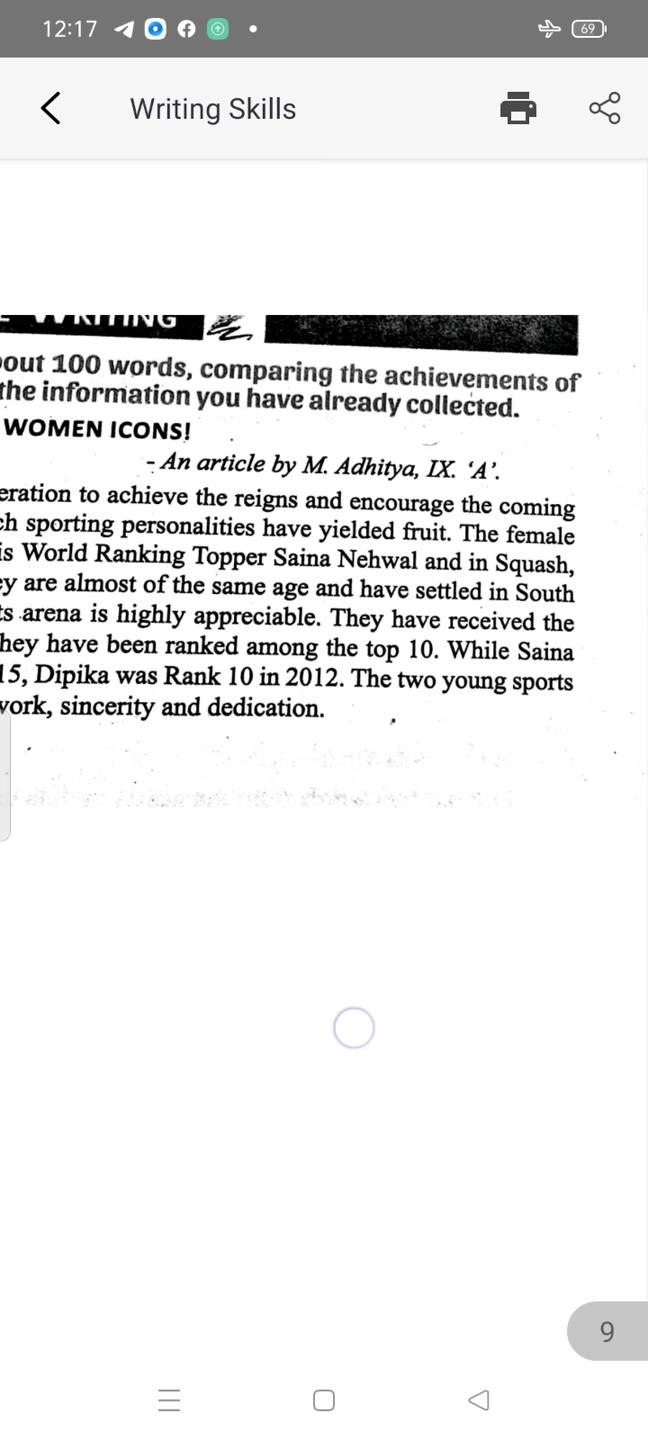 12:17
69
Writing Skills
WRITING
out 100 words, comparing the achievements of
the information you have already collected.
WOMEN ICONS!
- An article by M. Adhitya, IX. ‘A’.
eration to achieve the reigns and encourage the coming
ch sporting personalities have yielded fruit. The female
is World Ranking Topper Saina Nehwal and in Squash,
ey are almost of the same age and have settled in South
ts arena is highly appreciable. They have received the
hey have been ranked among the top 10. While Saina
15, Dipika was Rank 10 in 2012. The two young sports
work, sincerity and dedication.
9